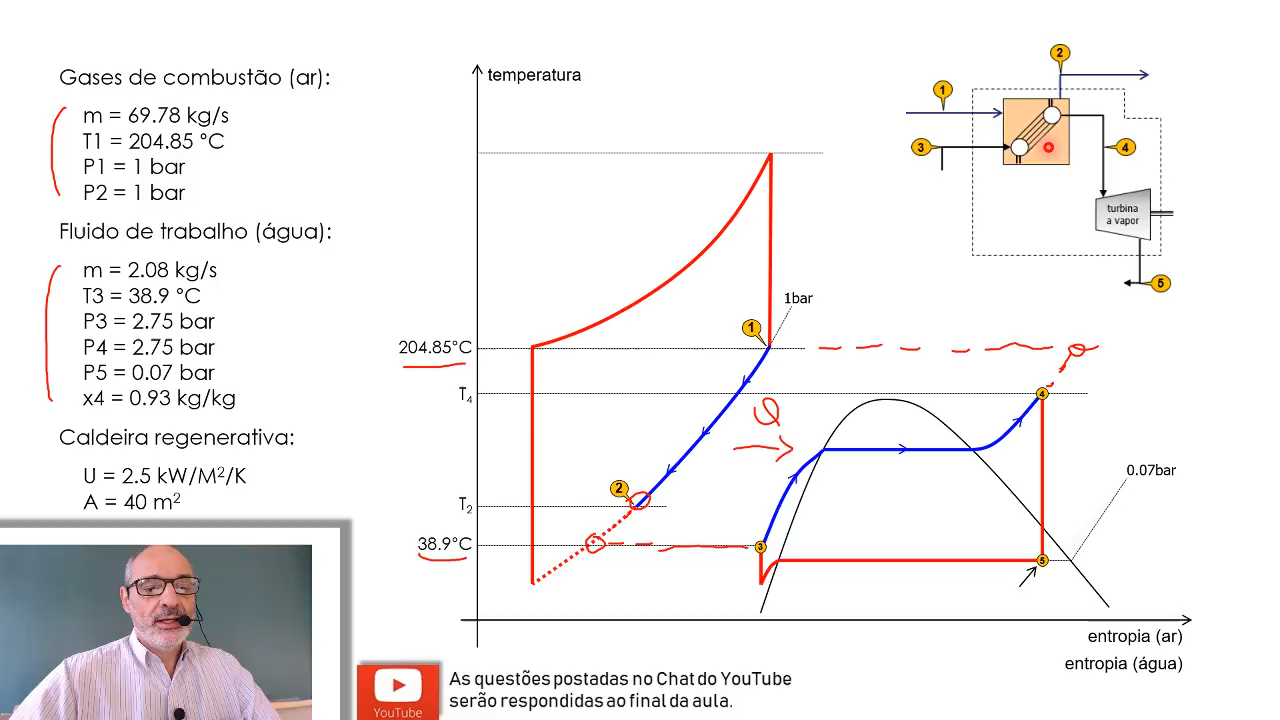 Gases de combustão (ar):
m = 69.78 kg/s
T1 = 204.85 °C
P1 = 1 bar
P2 = 1 bar
Fluido de trabalho (água):
m = 2.08 kg/s
T3 = 38.9 °C
P3 = 2.75 bar
P4 = 2.75 bar
P5 = 0.07 bar
x4 = 0.93 kg/kg
Caldeira regenerativa:
U = 2.5 kW/M²/K
A = 40 m²
temperatura
204.85°C
T₄
T₂
38.9°C
1
2
1bar
Q
3
4
5
0.07bar
entropia (ar)
entropia (água)
2
1
3
4
turbina
a vapor
5
YouTube
As questões postadas no Chat do YouTube
serão respondidas ao final da aula.